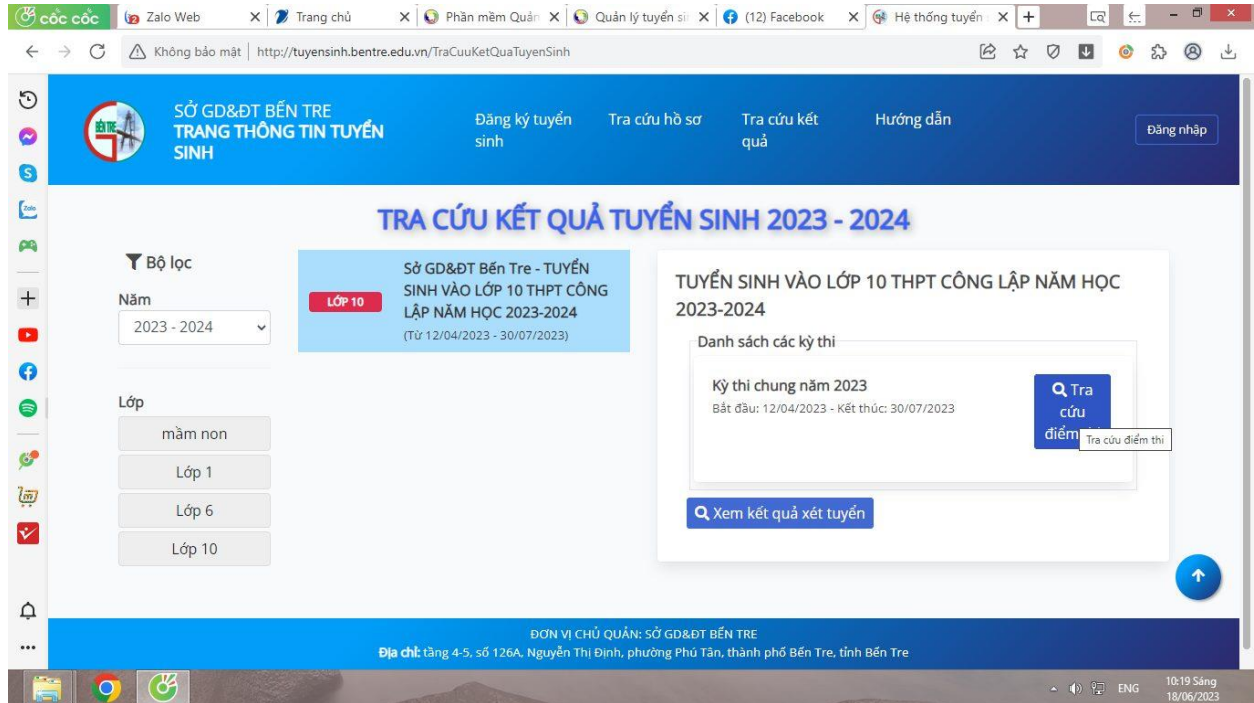 cốc cốc
Zalo Web
Trang chủ
Phần mềm Quản
Quản lý tuyển si
(12) Facebook
Hệ thống tuyển
Không bảo mật
http://tuyensinh.bentre.edu.vn/TraCuuKetQuaTuyenSinh
BẾN TRE
SỞ GD&ĐT BẾN TRE
TRANG THÔNG TIN TUYỂN
SINH
Đăng ký tuyển
sinh
Tra cứu hồ sơ
Tra cứu kết
quả
Hướng dẫn
Đăng nhập
Zalo
TRA CỨU KẾT QUẢ TUYỂN SINH 2023 - 2024
Bộ lọc
Năm
2023 - 2024
Lớp
mầm non
Lớp 1
Lớp 6
Lớp 10
LỚP 10
Sở GD&ĐT Bến Tre - TUYỂN
SINH VÀO LỚP 10 THPT CÔNG
LẬP NĂM HỌC 2023-2024
(Từ 12/04/2023 - 30/07/2023)
TUYỂN SINH VÀO LỚP 10 THPT CÔNG LẬP NĂM HỌC
2023-2024
Danh sách các kỳ thi
Kỳ thi chung năm 2023
Bắt đầu: 12/04/2023 - Kết thúc: 30/07/2023
Tra
cứu
điểm
Tra cứu điểm thi
Xem kết quả xét tuyển
ĐƠN VỊ CHỦ QUẢN: SỞ GD&ĐT BẾN TRE
Địa chỉ: tầng 4-5, số 126A, Nguyễn Thị Định, phường Phú Tân, thành phố Bến Tre, tỉnh Bến Tre
ENG
10:19 Sáng
18/06/2023